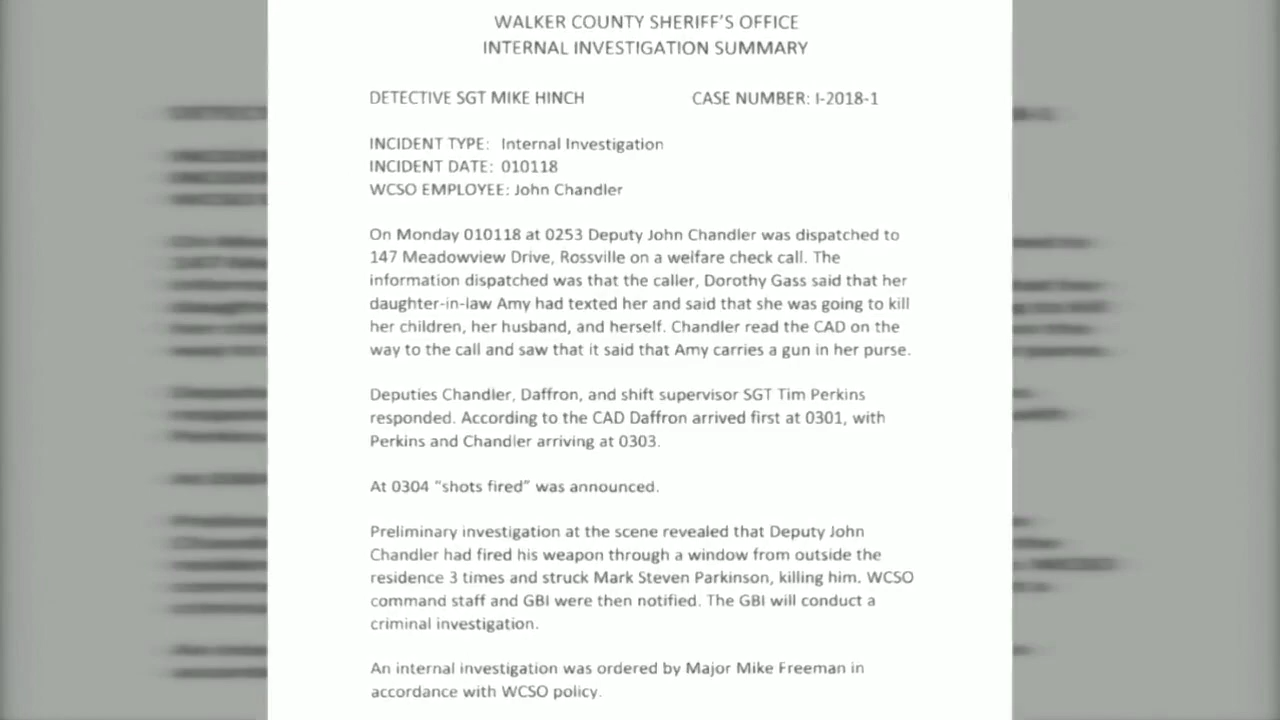 WALKER COUNTY SHERIFF'S OFFICE
INTERNAL INVESTIGATION SUMMARY
DETECTIVE SGT MIKE HINCH CASE NUMBER: I-2018-1
INCIDENT TYPE: Internal Investigation
INCIDENT DATE: 010118
WCSO EMPLOYEE: John Chandler
On Monday 010118 at 0253 Deputy John Chandler was dispatched to
147 Meadowview Drive, Rossville on a welfare check call. The
information dispatched was that the caller, Dorothy Gass said that her
daughter-in-law Amy had texted her and said that she was going to kill
her children, her husband, and herself. Chandler read the CAD on the
way to the call and saw that it said that Amy carries a gun in her purse.
Deputies Chandler, Daffron, and shift supervisor SGT Tim Perkins
responded. According to the CAD Daffron arrived first at 0301, with
Perkins and Chandler arriving at 0303.
At 0304 “shots fired” was announced.
Preliminary investigation at the scene revealed that Deputy John
Chandler had fired his weapon through a window from outside the
residence 3 times and struck Mark Steven Parkinson, killing him. WCSO
command staff and GBI were then notified. The GBI will conduct a
criminal investigation.
An internal investigation was ordered by Major Mike Freeman in
accordance with WCSO policy.